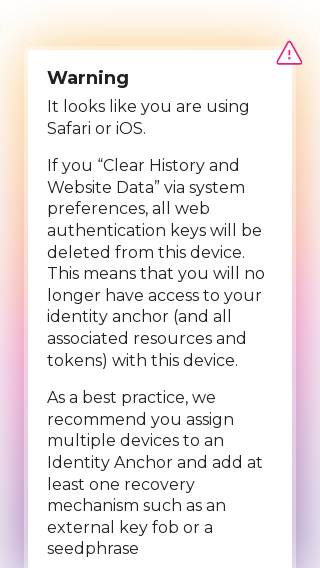 Warning
It looks like you are using
Safari or iOS.
If you “Clear History and
Website Data” via system
preferences, all web
authentication keys will be
deleted from this device.
This means that you will no
longer have access to your
identity anchor (and all
associated resources and
tokens) with this device.
As a best practice, we
recommend you assign
multiple devices to an
Identity Anchor and add at
least one recovery
mechanism such as an
external key fob or a
seedphrase